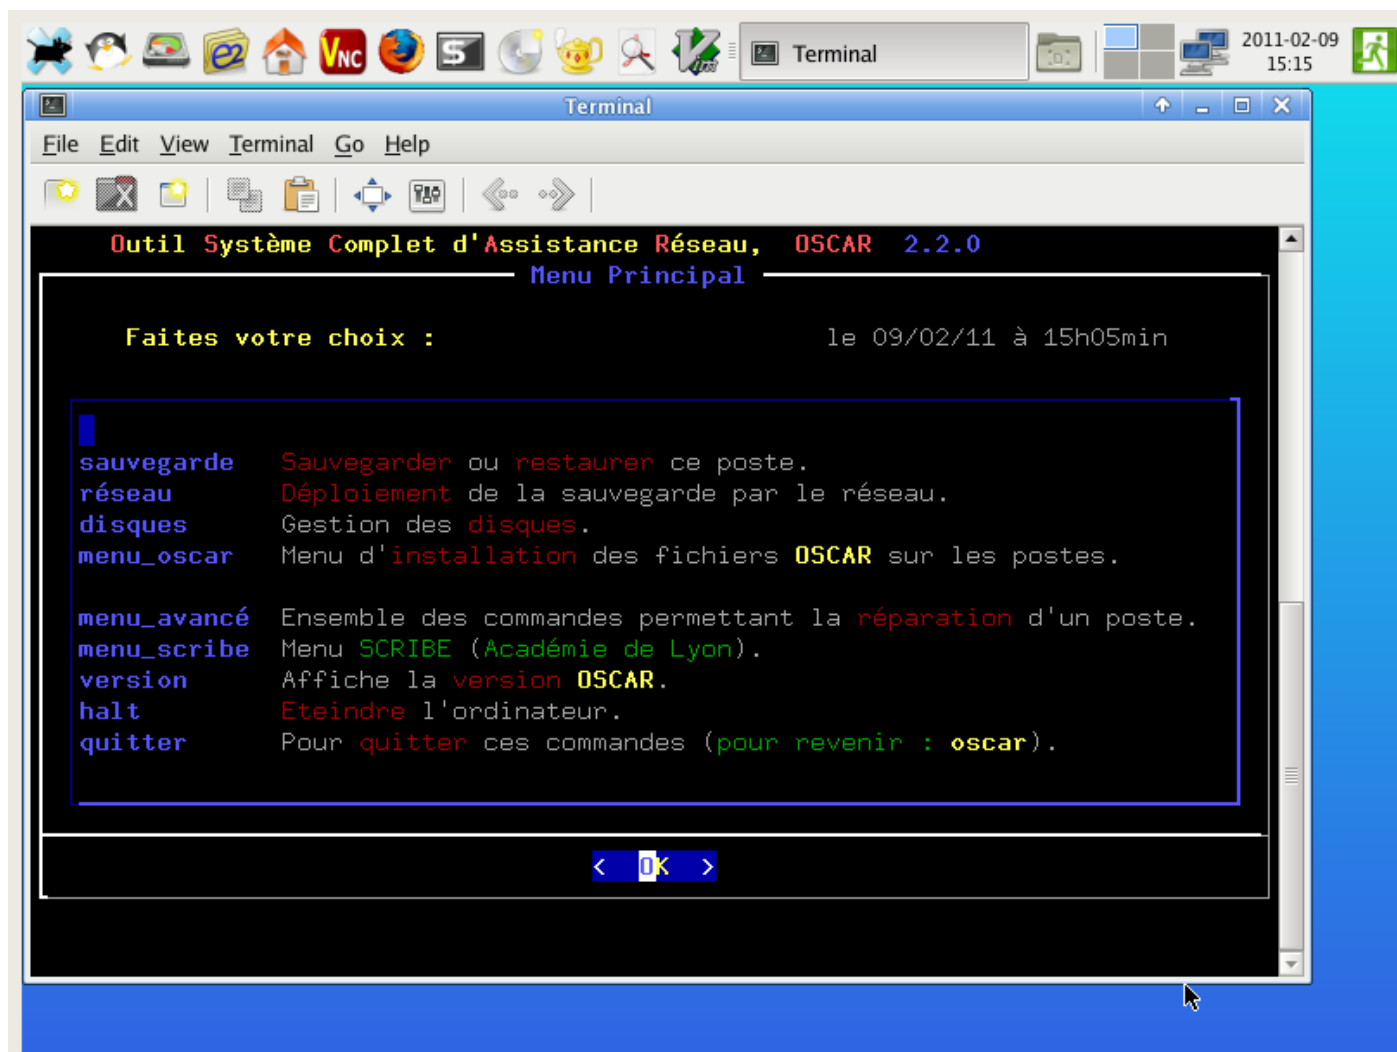 VNC
Terminal
2011-02-09
15:15
Terminal
File Edit View Terminal Go Help
Outil Système Complet d'Assistance Réseau, OSCAR 2.2.0
Menu Principal
Faites votre choix : le 09/02/11 à 15h05min
sauvegarde Sauvegarder ou restaurer ce poste.
réseau Déploiement de la sauvegarde par le réseau.
disques Gestion des disques.
menu_oscar Menu d'installation des fichiers OSCAR sur les postes.
menu_avancé Ensemble des commandes permettant la réparation d'un poste.
menu_scribe Menu SCRIBE (Académie de Lyon).
version Affiche la version OSCAR.
halt Eteindre l'ordinateur.
quitter Pour quitter ces commandes (pour revenir : oscar).
< OK >